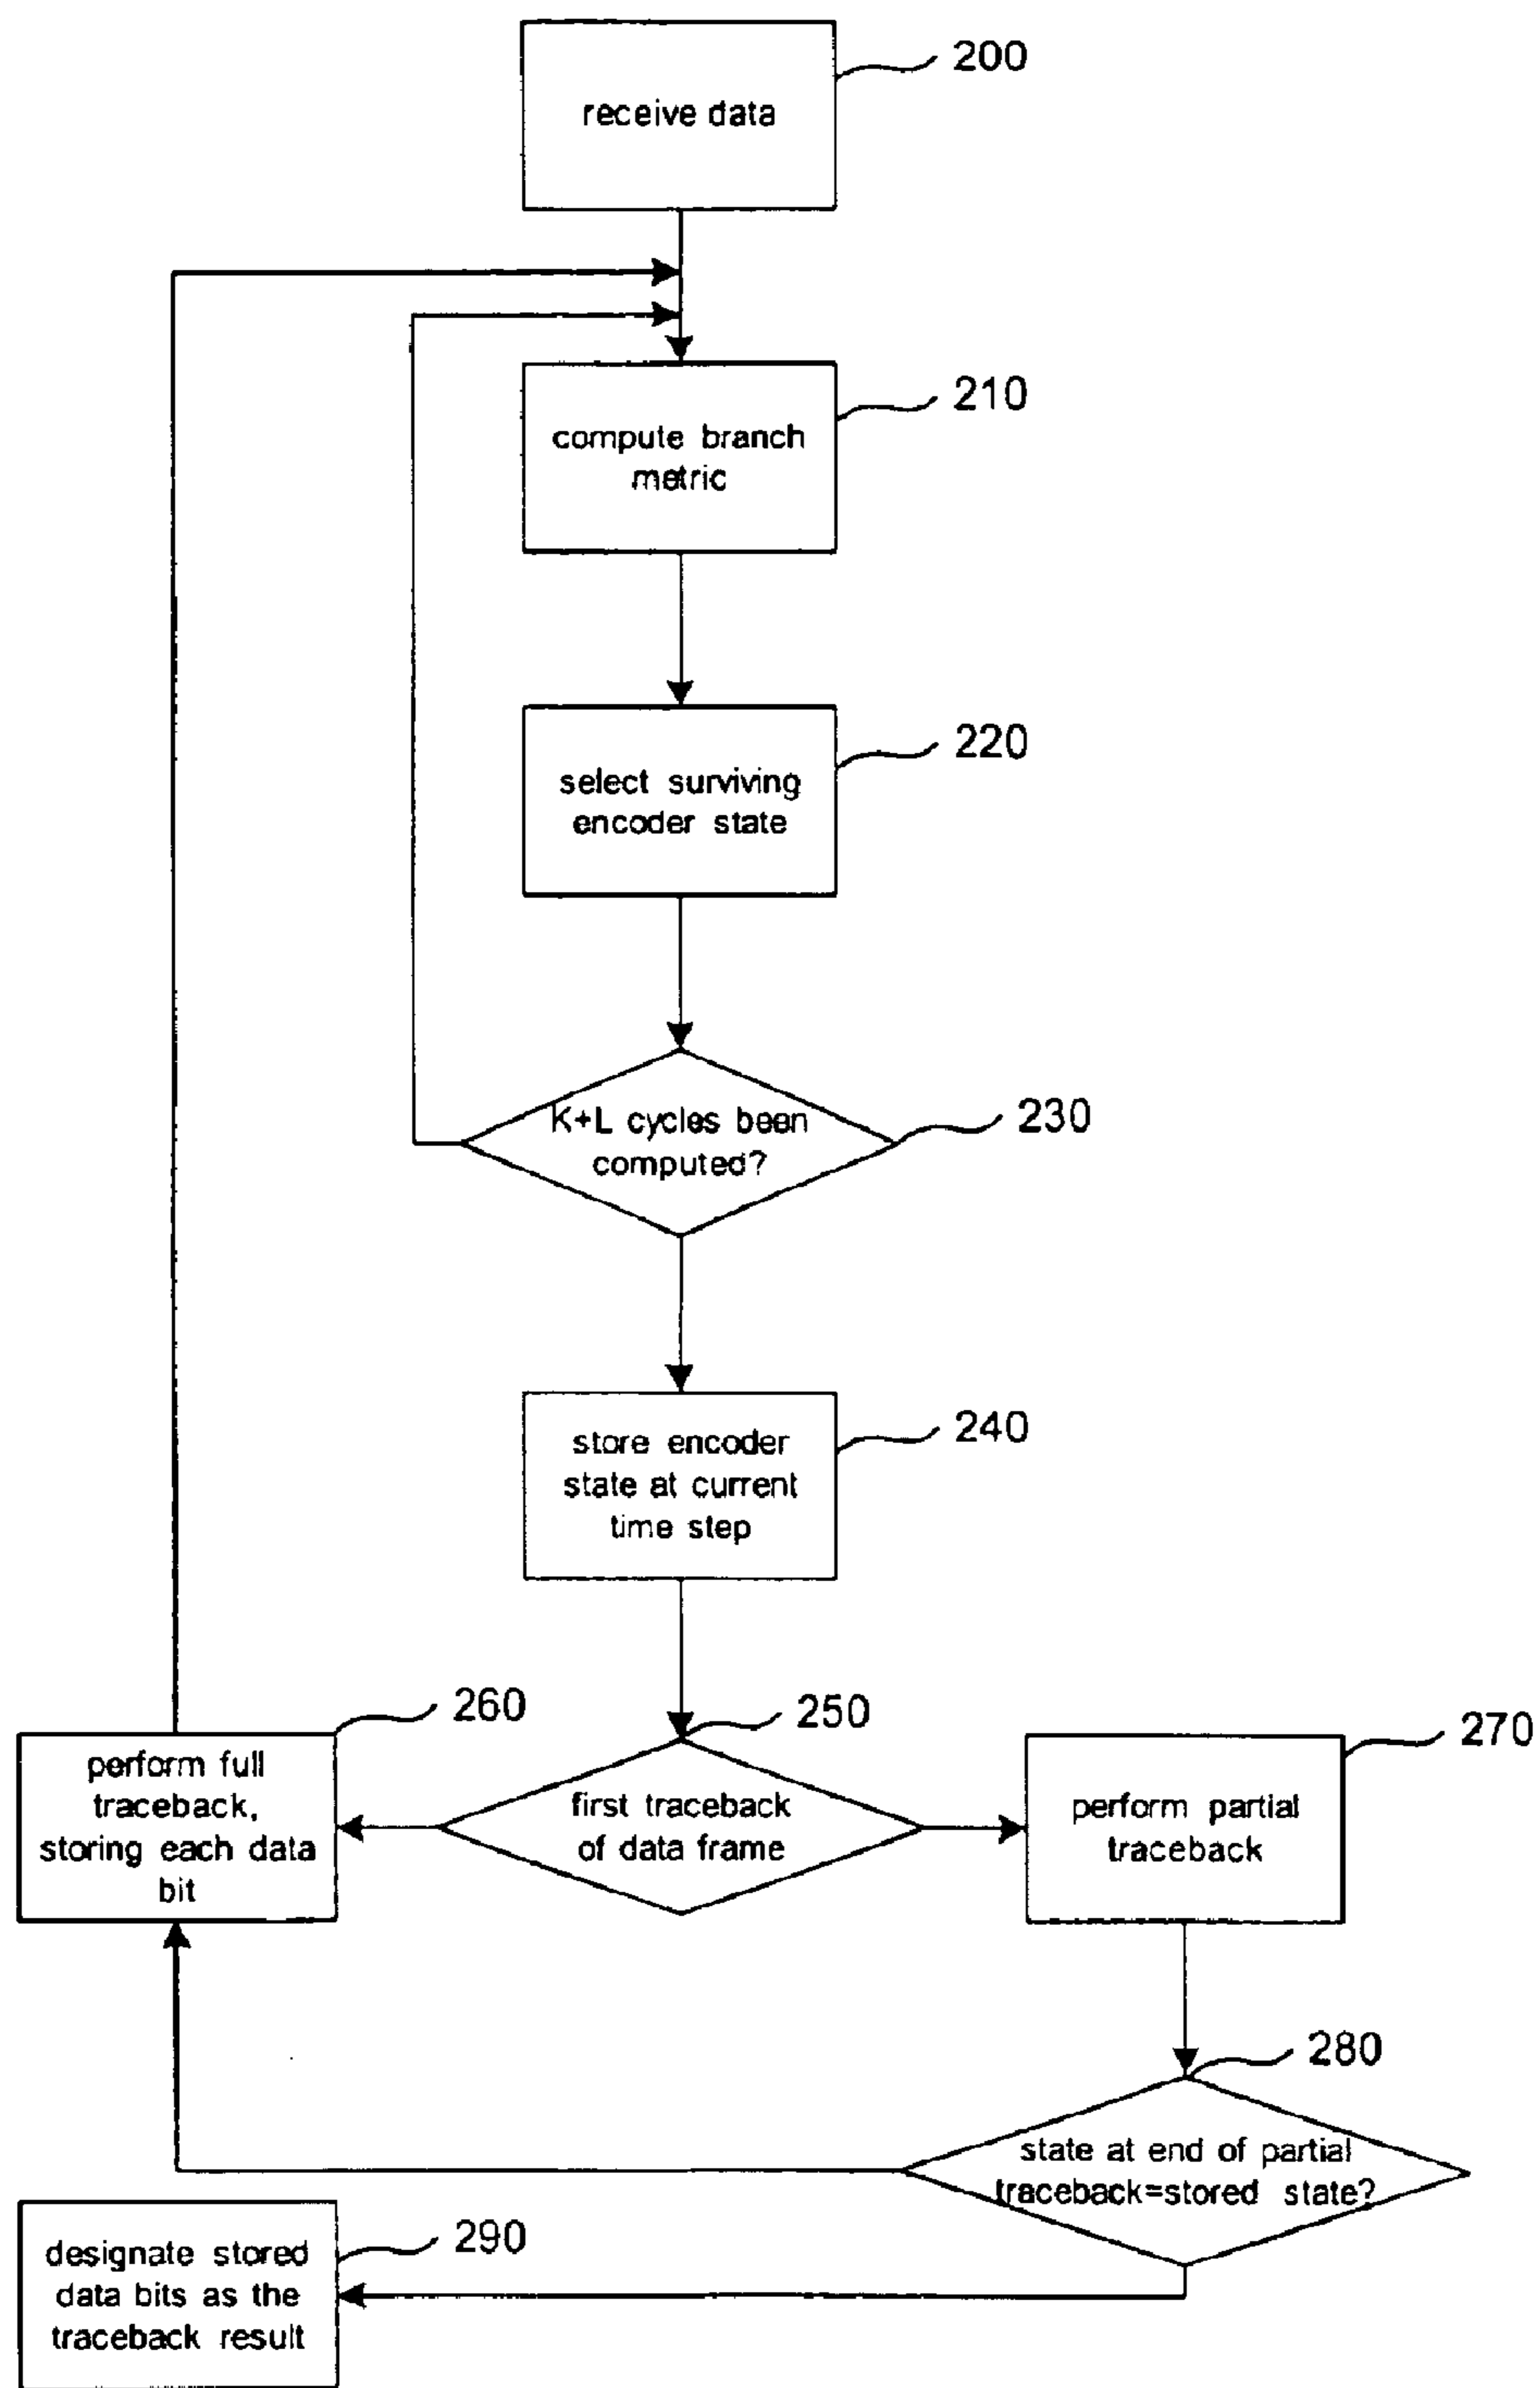 200
receive data
210
compute branch
metric
220
select surviving
encoder state
230
K+L cycles been
computed?
240
store encoder
state at current
time step
260
perform full
traceback,
storing each data
bit
250
first traceback
of data frame
270
perform partial
traceback
280
state at end of partial
traceback=stored state?
290
designate stored
data bits as the
traceback result